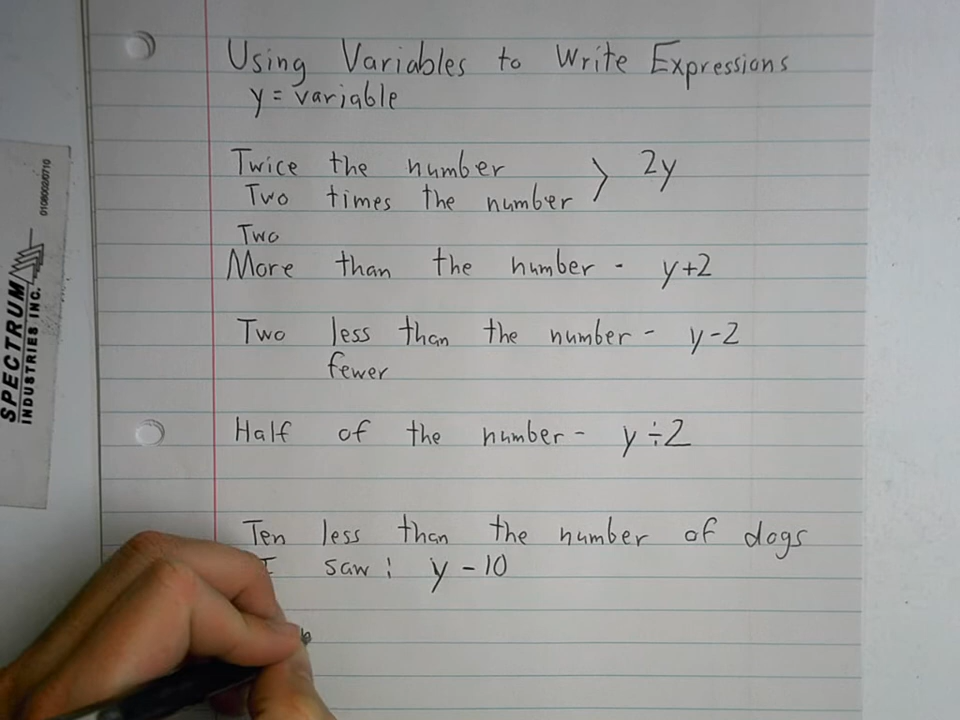 Using Variables to Write Expressions
y = variable
Twice the number
Two times the number > 2y
Two
More than the number - y+2
Two less than the number - y-2
fewer
Half of the number - y÷2
Ten less than the number of dogs
I saw: y-10
SPECTRUM
INDUSTRIES INC.